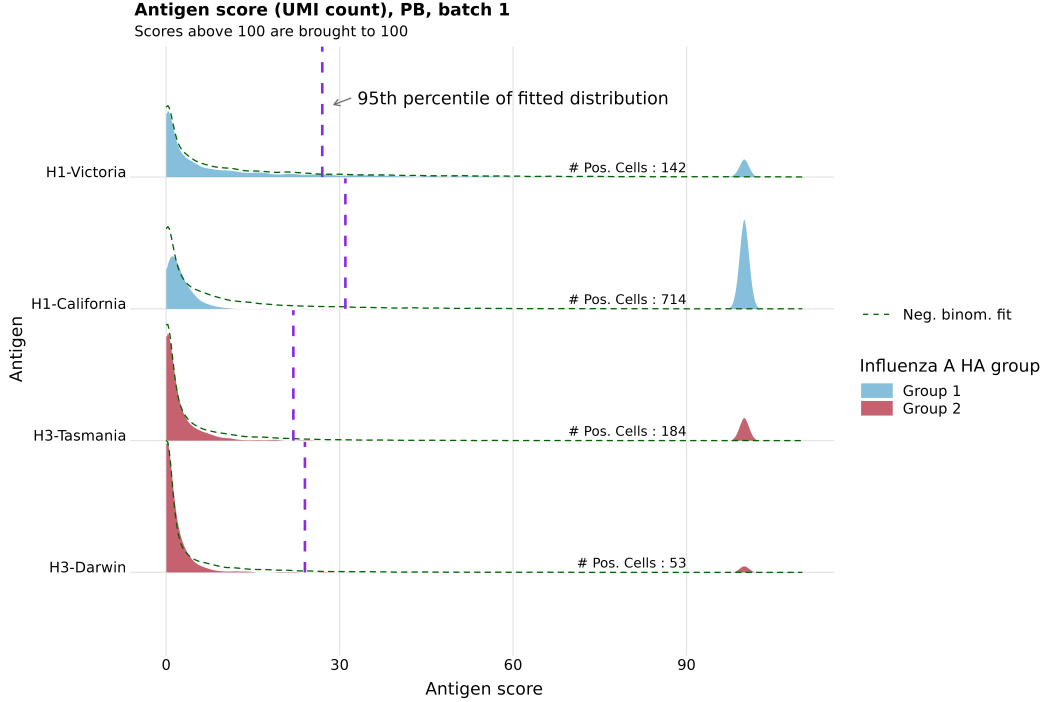 Antigen score (UMI count), PB, batch 1
Scores above 100 are brought to 100
95th percentile of fitted distribution
H1-Victoria
# Pos. Cells : 142
H1-California
# Pos. Cells : 714
H3-Tasmania
# Pos. Cells : 184
H3-Darwin
# Pos. Cells : 53
Antigen
0 30 60 90
Antigen score
Neg. binom. fit
Influenza A HA group
Group 1
Group 2